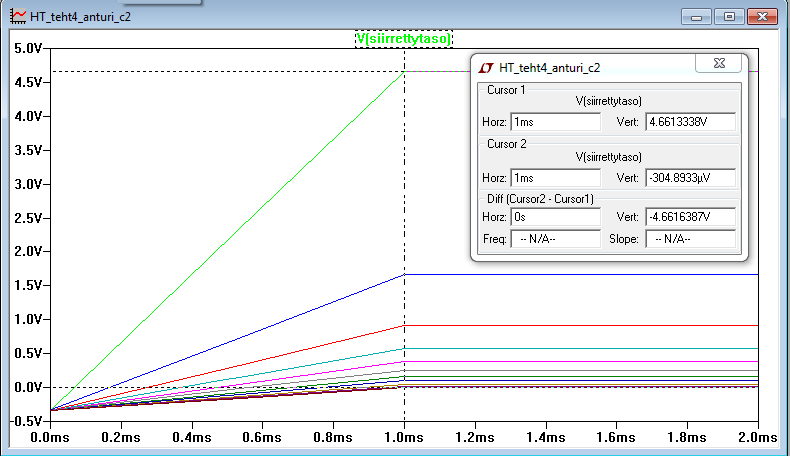 HT_teht4_anturi_c2
V(siirrettytaso)
5.0V
4.5V
4.0V
3.5V
3.0V
2.5V
2.0V
1.5V
1.0V
0.5V
0.0V
-0.5V
0.0ms 0.2ms 0.4ms 0.6ms 0.8ms 1.0ms 1.2ms 1.4ms 1.6ms 1.8ms 2.0ms
HT_teht4_anturi_c2
Cursor 1
V(siirrettytaso)
Horz: 1ms Vert: 4.6613338V
Cursor 2
V(siirrettytaso)
Horz: 1ms Vert: -304.8933µV
Diff (Cursor2 - Cursor1)
Horz: 0s Vert: -4.6616387V
Freq: -- N/A-- Slope: -- N/A--